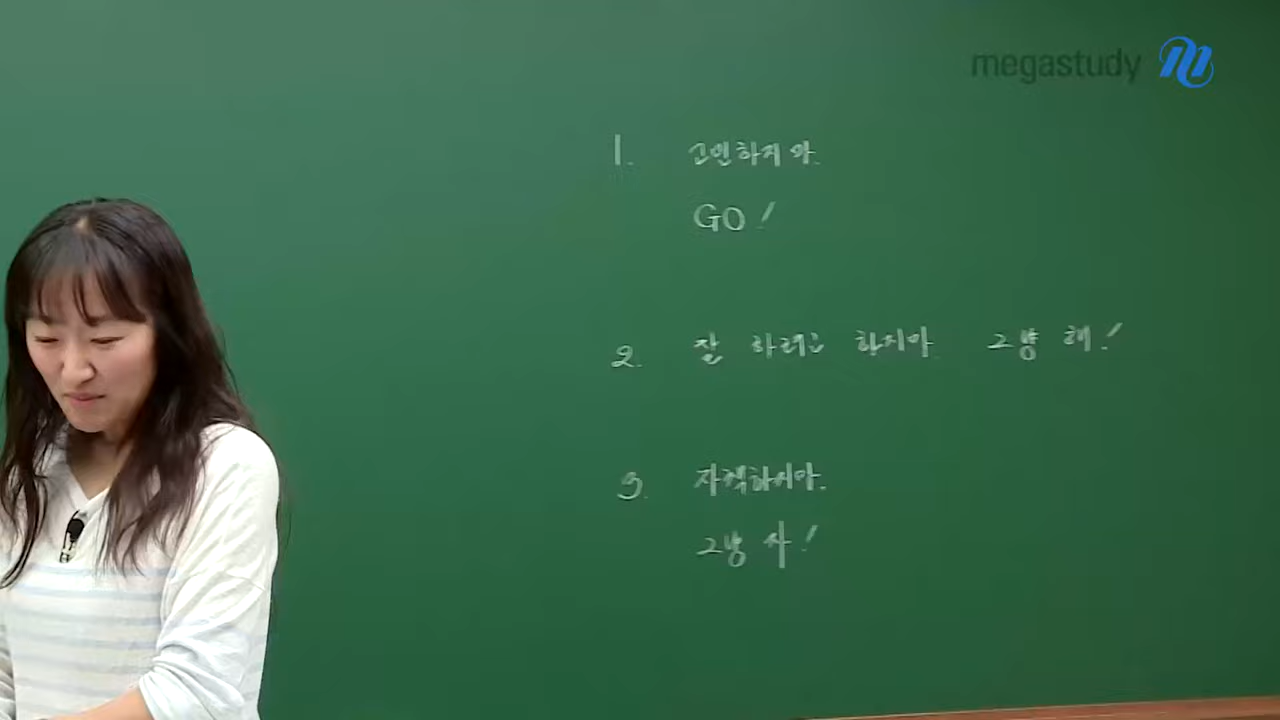 megastudy
1. 고민하지 마.
GO!
2. 잘 하려고 하지마. 그냥 해!
3. 자책하지마.
그냥 자!